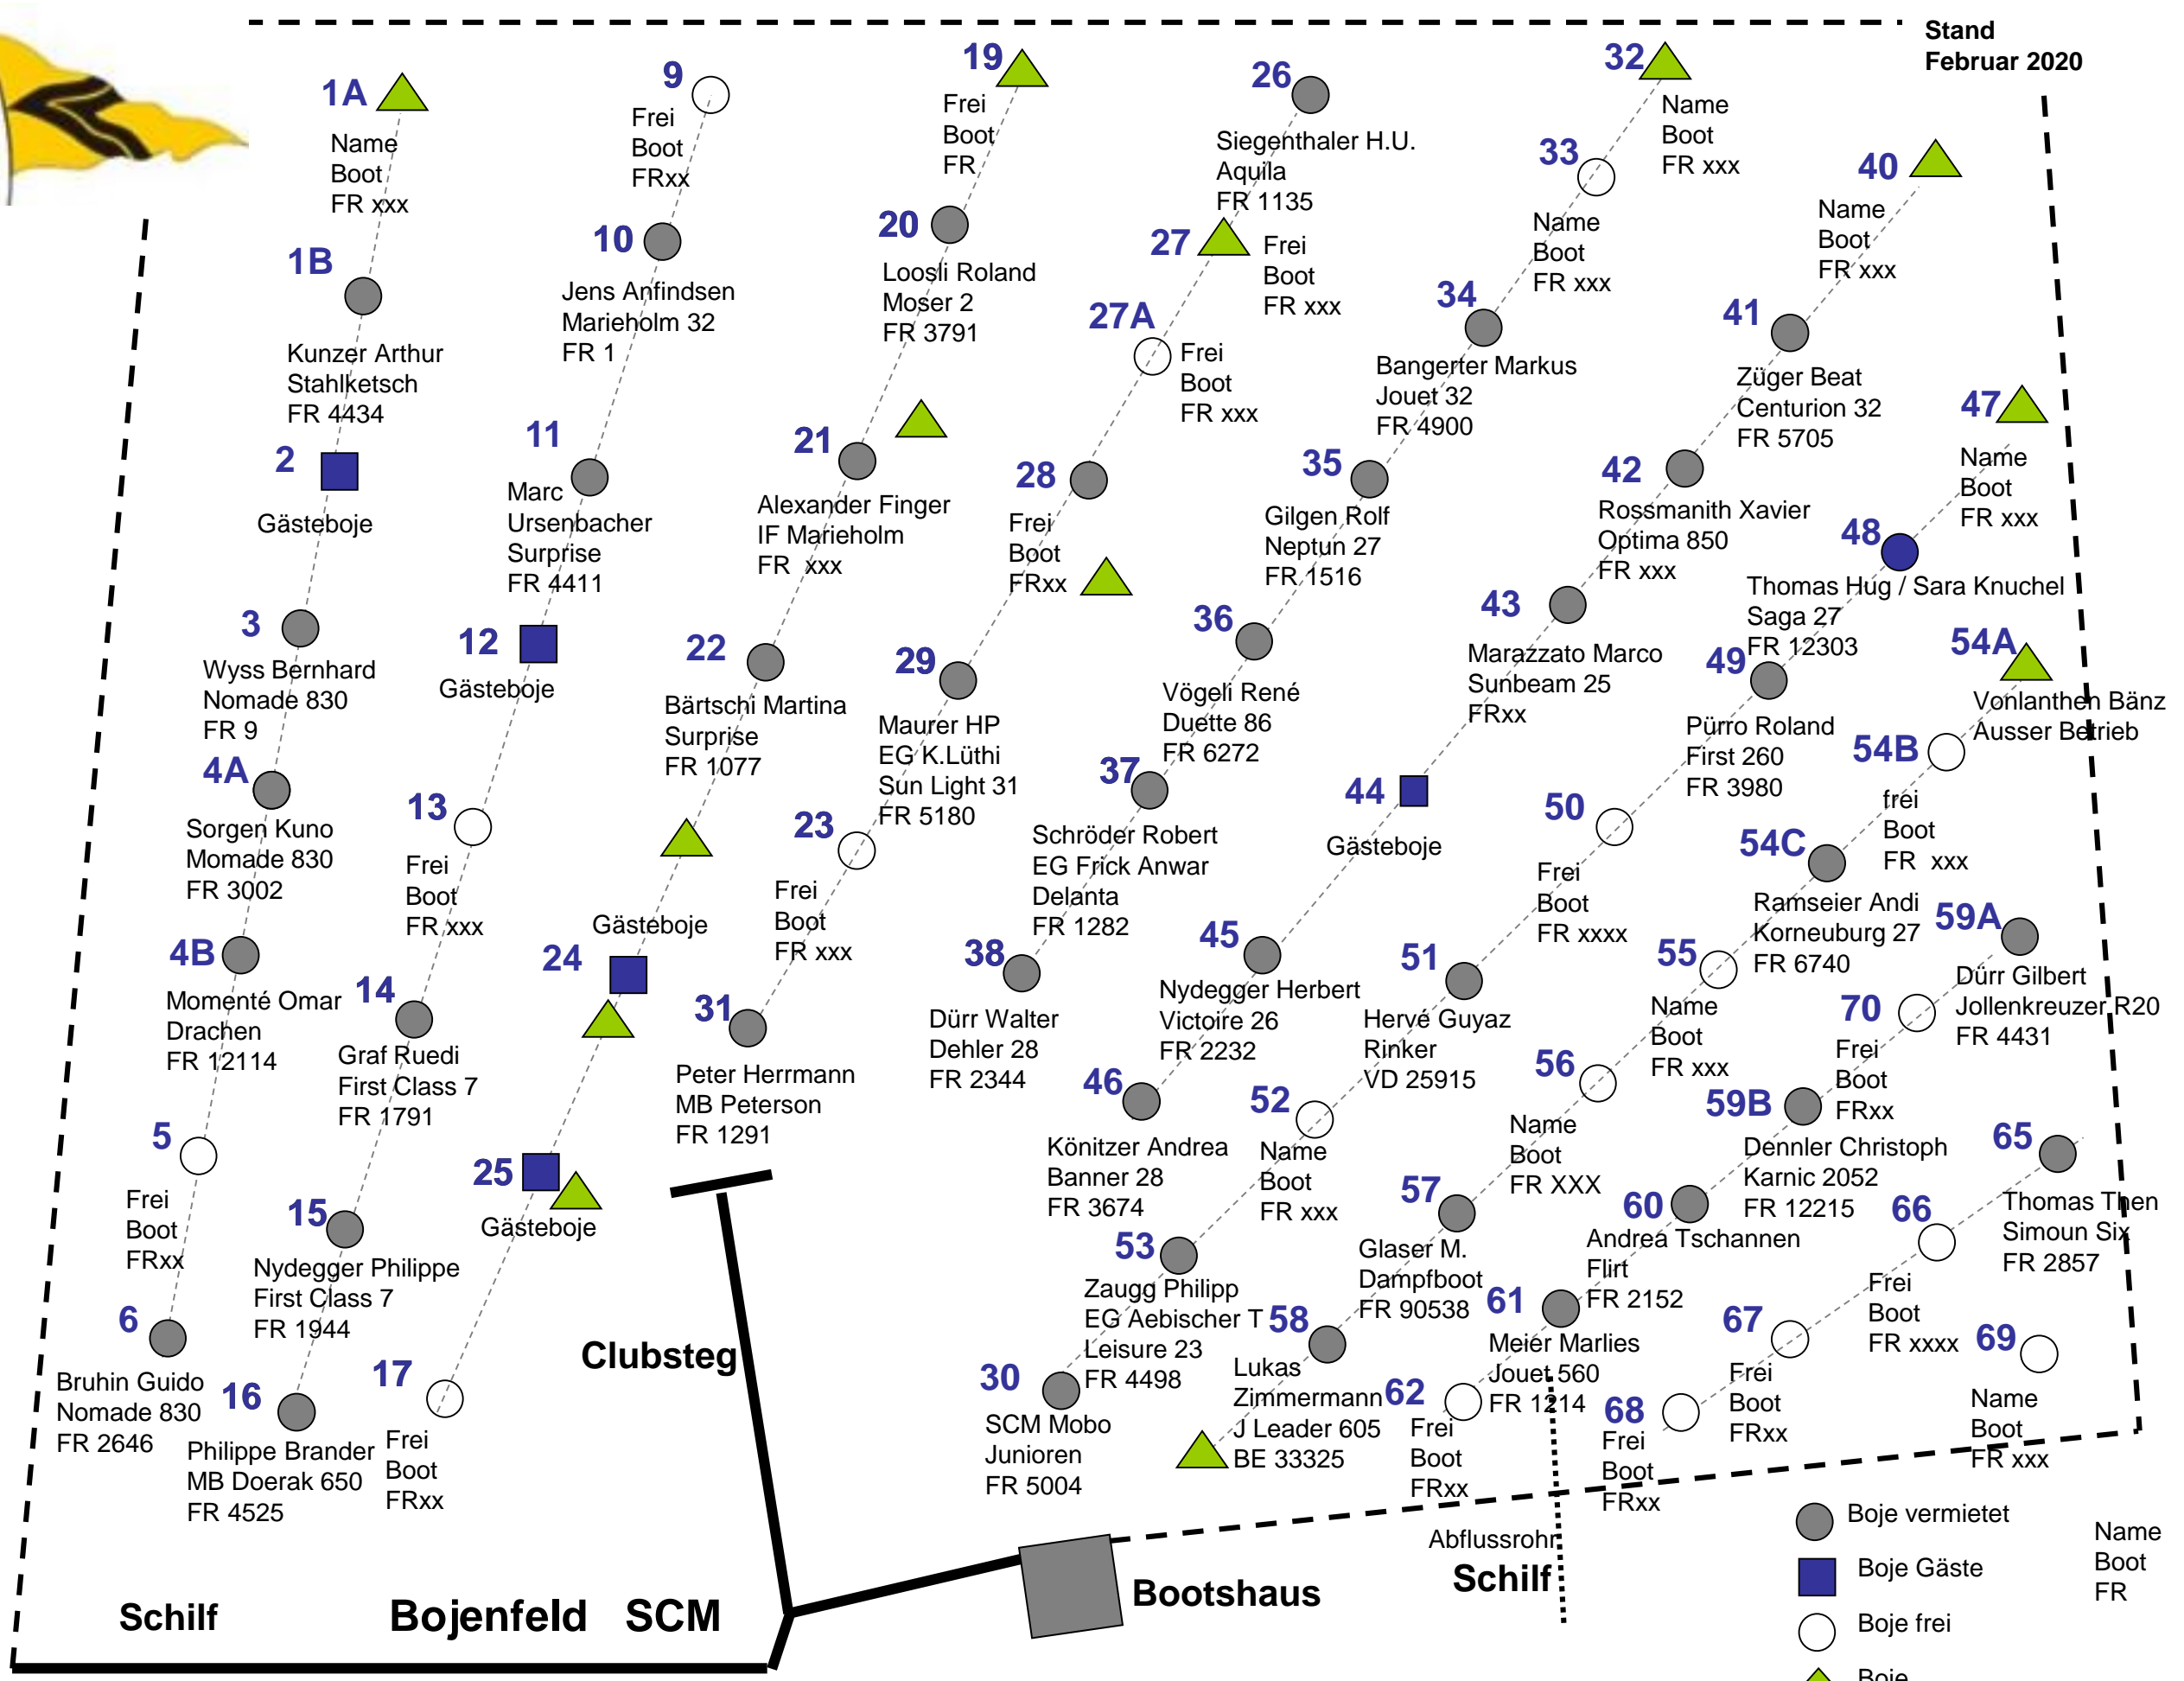 Stand
Februar 2020
1A
Name
Boot
FR xxx
1B
Kunzer Arthur
Stahlketsch
FR 4434
2
Gästeboje
3
Wyss Bernhard
Nomade 830
FR 9
4A
Sorgen Kuno
Momade 830
FR 3002
4B
Momenté Omar
Drachen
FR 12114
5
Frei
Boot
FRxx
6
Bruhin Guido
Nomade 830
FR 2646
9
Frei
Boot
FRxx
10
Jens Anfindsen
Marieholm 32
FR 1
11
Marc
Ursenbacher
Surprise
FR 4411
12
Gästeboje
13
Frei
Boot
FR xxx
14
Graf Ruedi
First Class 7
FR 1791
15
Nydegger Philippe
First Class 7
FR 1944
16
Philippe Brander
MB Doerak 650
FR 4525
19
Frei
Boot
FR
20
Loosli Roland
Moser 2
FR 3791
21
Alexander Finger
IF Marieholm
FR xxx
22
Bärtschi Martina
Surprise
FR 1077
Gästeboje
24
25
Gästeboje
17
Frei
Boot
FRxx
26
Siegenthaler H.U.
Aquila
FR 1135
27
Frei
Boot
FR xxx
27A
Frei
Boot
FR xxx
28
Frei
Boot
FRxx
29
Maurer HP
EG K.Lüthi
Sun Light 31
FR 5180
23
Frei
Boot
FR xxx
31
Peter Herrmann
MB Peterson
FR 1291
32
Name
Boot
FR xxx
33
Name
Boot
FR xxx
34
Bangerter Markus
Jouet 32
FR 4900
35
Gilgen Rolf
Neptun 27
FR 1516
36
Vögeli René
Duette 86
FR 6272
37
Schröder Robert
EG Frick Anwar
Delanta
FR 1282
38
Dürr Walter
Dehler 28
FR 2344
40
Name
Boot
FR xxx
41
Züger Beat
Centurion 32
FR 5705
42
Rossmanith Xavier
Optima 850
FR xxx
43
Marazzato Marco
Sunbeam 25
FRxx
44
Gästeboje
45
Nydegger Herbert
Victoire 26
FR 2232
46
Könitzer Andrea
Banner 28
FR 3674
47
Name
Boot
FR xxx
48
Thomas Hug / Sara Knuchel
Saga 27
FR 12303
49
Pürro Roland
First 260
FR 3980
50
Frei
Boot
FR xxxx
51
Hervé Guyaz
Rinker
VD 25915
52
Name
Boot
FR xxx
53
Zaugg Philipp
EG Aebischer T
Leisure 23
FR 4498
30
SCM Mobo
Junioren
FR 5004
54A
Vonlanthen Bänz
Ausser Betrieb
54B
frei
Boot
FR xxx
54C
Ramseier Andi
Korneuburg 27
FR 6740
55
Name
Boot
FR xxx
56
Name
Boot
FR XXX
57
Glaser M.
Dampfboot
FR 90538
58
Lukas
Zimmermann
J Leader 605
BE 33325
59A
Dürr Gilbert
Jollenkreuzer R20
FR 4431
70
Frei
Boot
FRxx
59B
Dennler Christoph
Karnic 2052
FR 12215
60
Andrea Tschannen
Flirt
FR 2152
61
Meier Marlies
Jouet 560
FR 1214
62
Frei
Boot
FRxx
65
Thomas Then
Simoun Six
FR 2857
66
Frei
Boot
FR xxxx
67
Frei
Boot
FRxx
68
Frei
Boot
FRxx
69
Name
Boot
FR xxx
Clubsteg
Schilf
Bojenfeld SCM
Bootshaus
Abflussrohr
Schilf
Boje vermietet
Boje Gäste
Boje frei
Boje
Name
Boot
FR